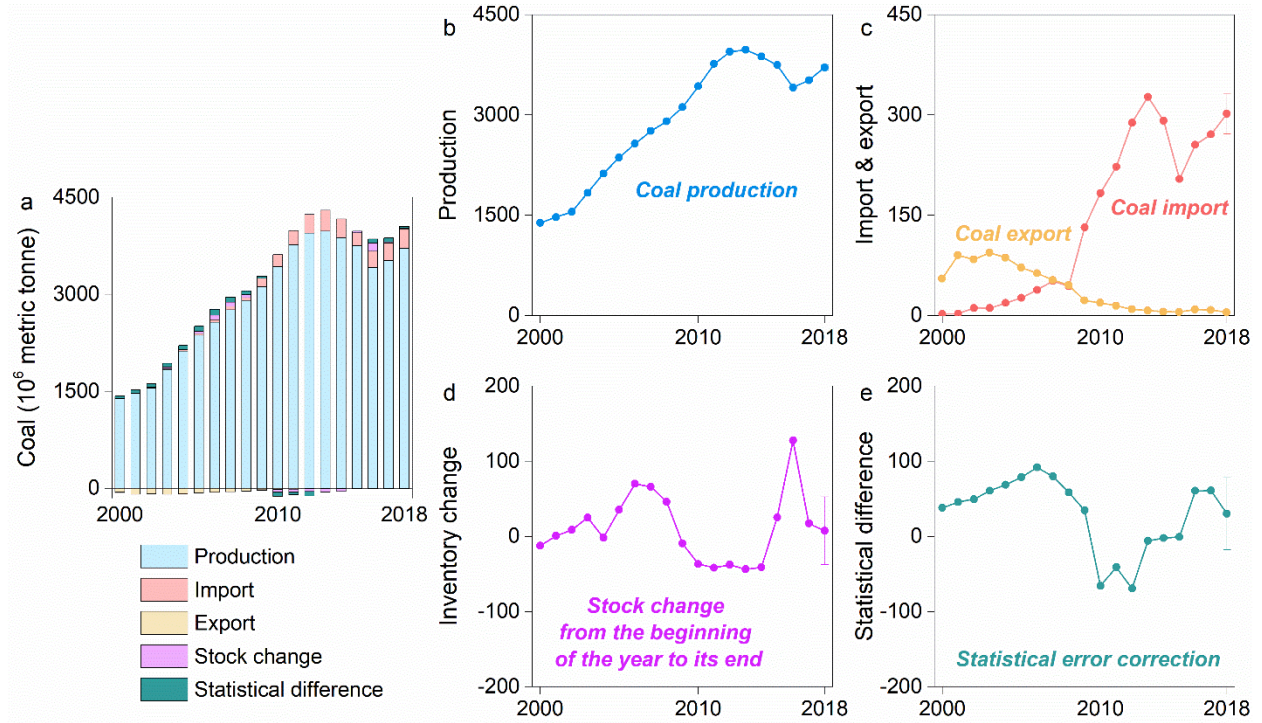 a
Coal (10⁶ metric tonne)
4500
3000
1500
0
2000
2010
2018
Production
Import
Export
Stock change
Statistical difference
b
Production
4500
3000
1500
0
Coal production
2000
2010
2018
c
Import & export
450
300
150
0
Coal export
Coal import
2000
2010
2018
d
Inventory change
200
100
0
-100
-200
Stock change
from the beginning
of the year to its end
2000
2010
2018
e
Statistical difference
200
100
0
-100
-200
Statistical error correction
2000
2010
2018